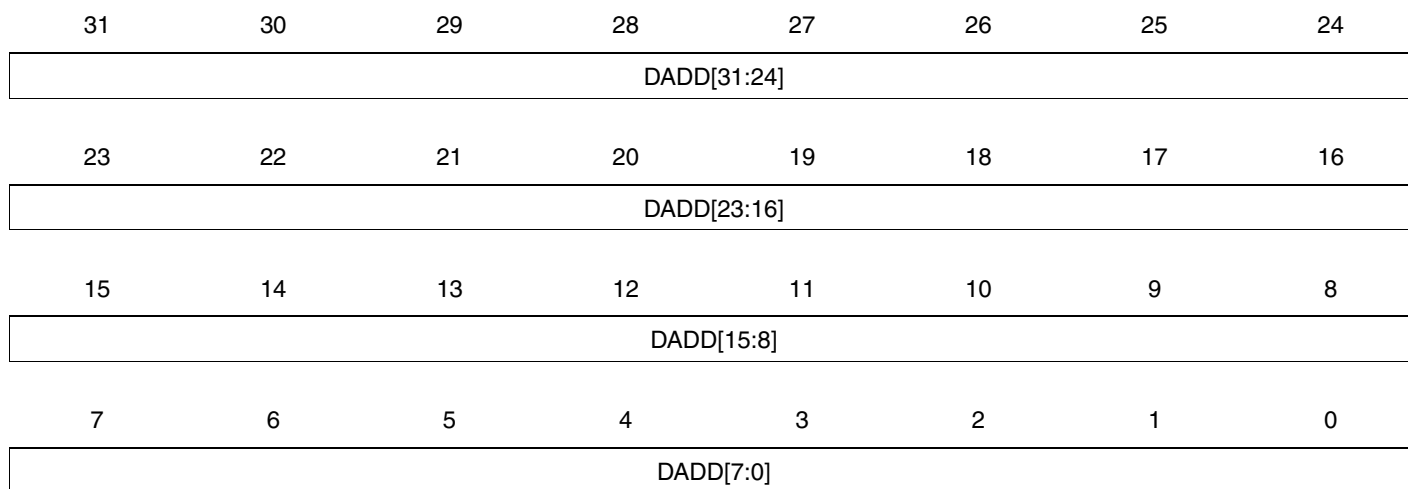 31 30 29 28 27 26 25 24
DADD[31:24]
23 22 21 20 19 18 17 16
DADD[23:16]
15 14 13 12 11 10 9 8
DADD[15:8]
7 6 5 4 3 2 1 0
DADD[7:0]